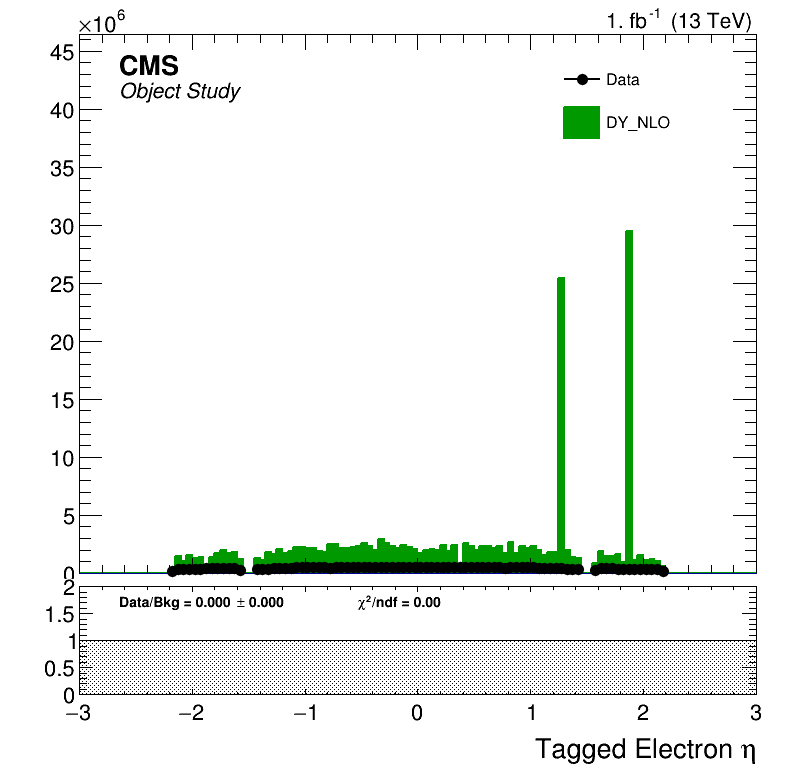 ×10⁶
1. fb⁻¹ (13 TeV)
CMS
Object Study
Data
DY_NLO
45
40
35
30
25
20
15
10
5
0
2
1.5
1
0.5
0
Data/Bkg = 0.000 ± 0.000
χ²/ndf = 0.00
−3 −2 −1 0 1 2 3
Tagged Electron η